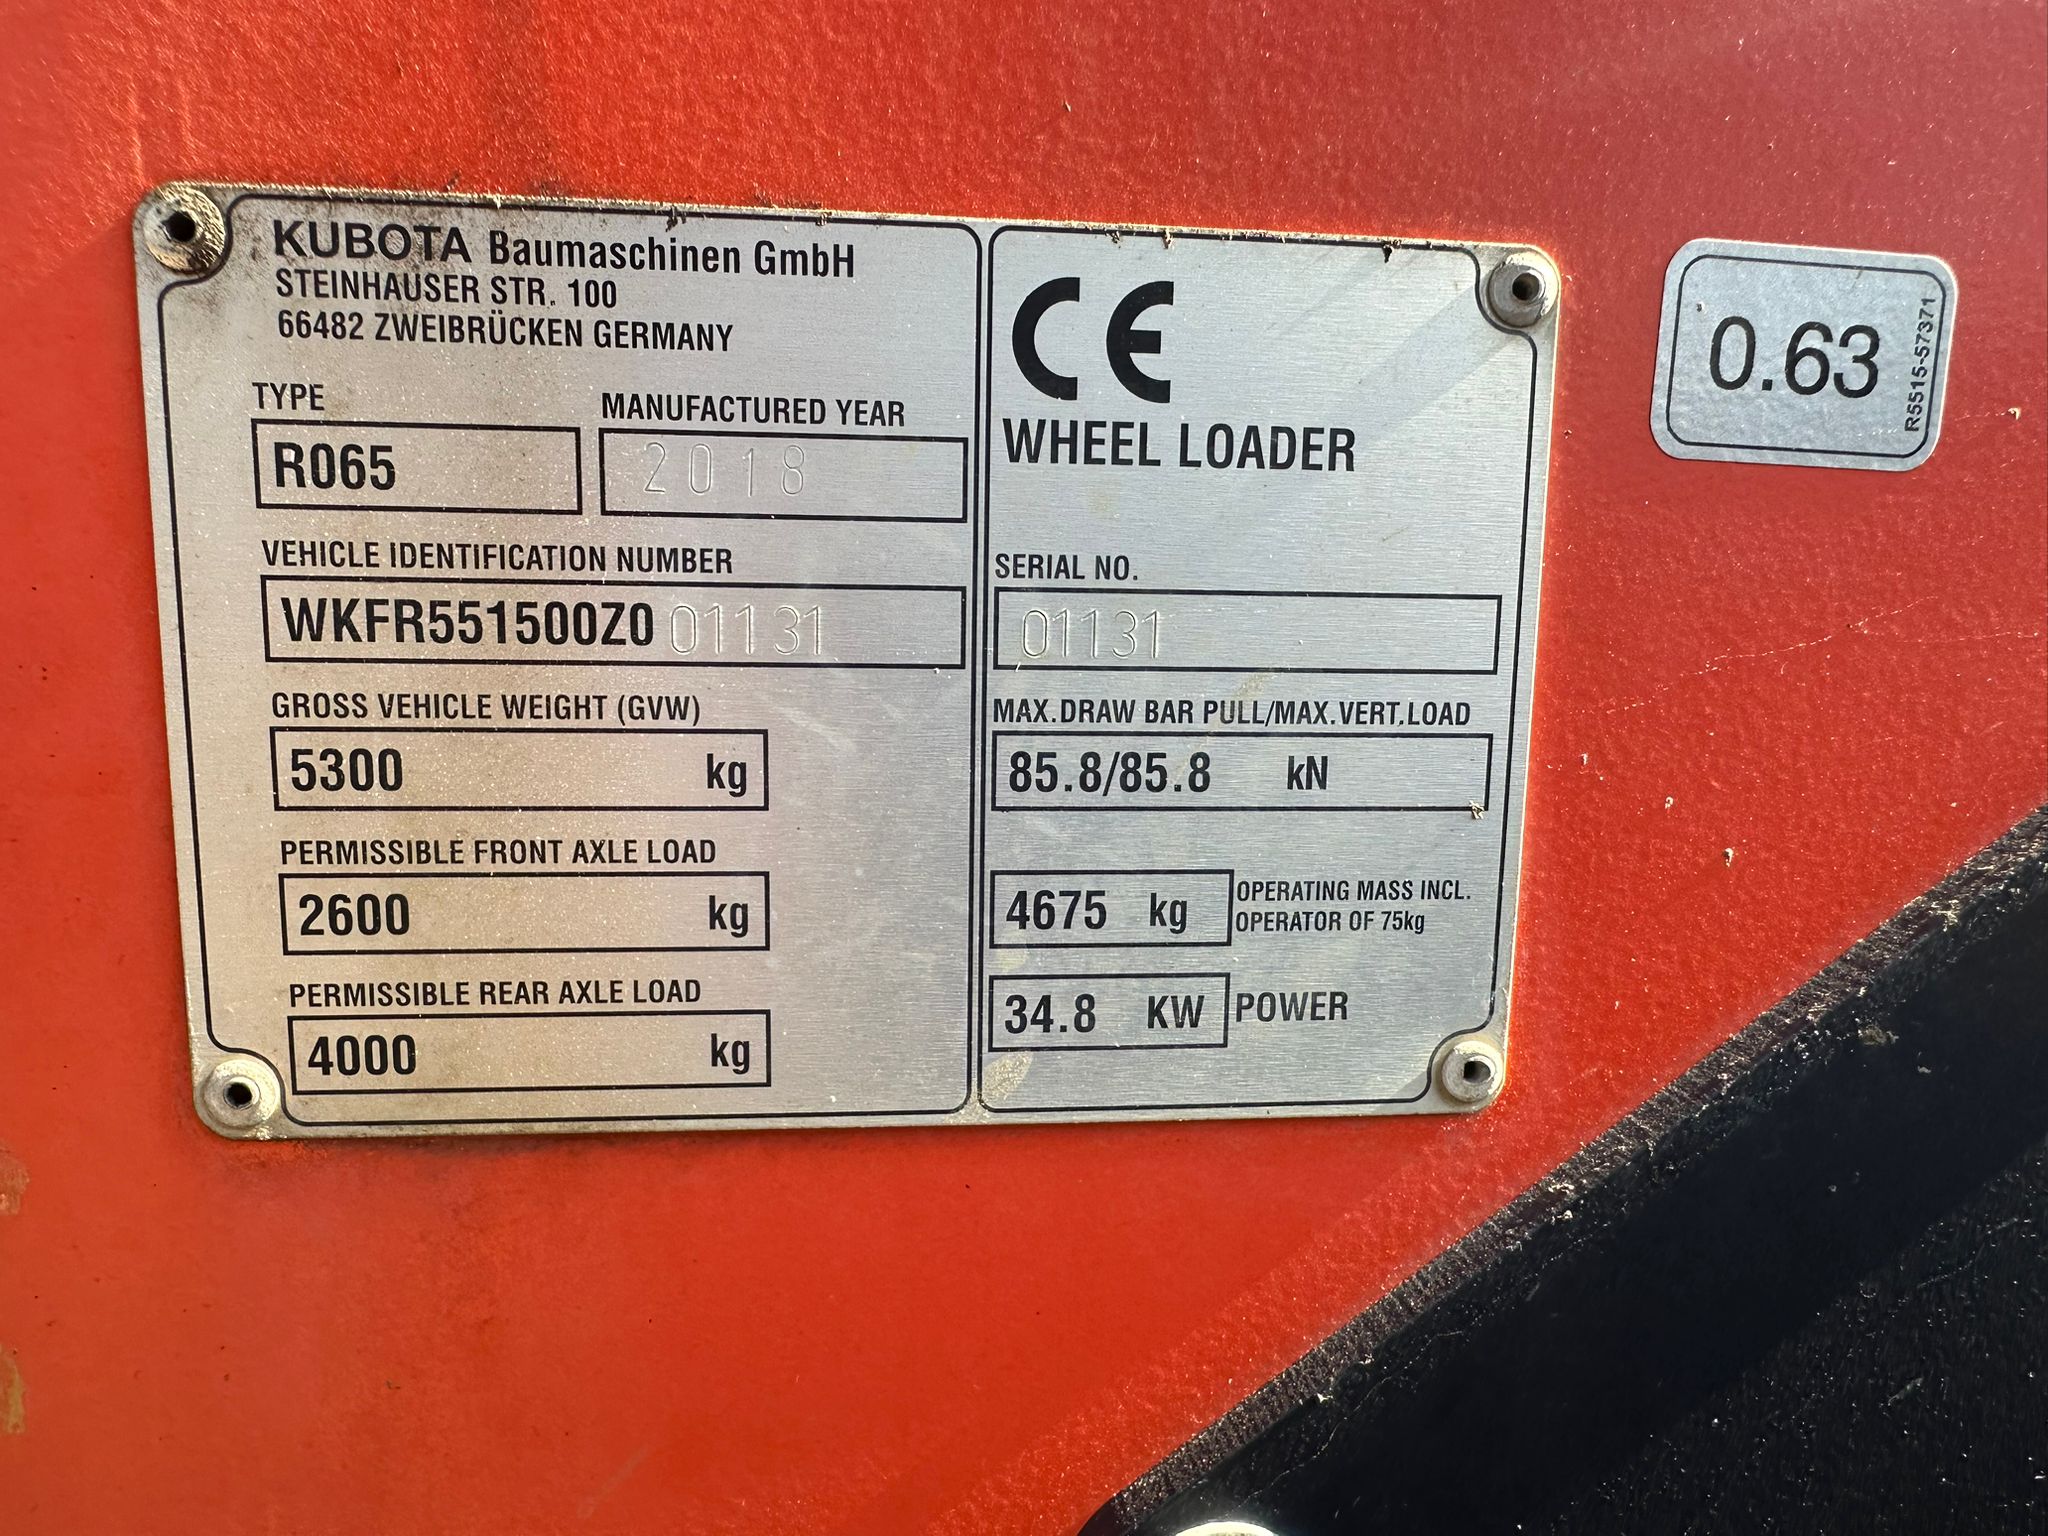 KUBOTA Baumaschinen GmbH
STEINHAUSER STR. 100
66482 ZWEIBRÜCKEN GERMANY
TYPE
R065
MANUFACTURED YEAR
2018
VEHICLE IDENTIFICATION NUMBER
WKFR551500Z001131
GROSS VEHICLE WEIGHT (GVW)
5300 kg
PERMISSIBLE FRONT AXLE LOAD
2600 kg
PERMISSIBLE REAR AXLE LOAD
4000 kg
CE
WHEEL LOADER
SERIAL NO.
01131
MAX.DRAW BAR PULL/MAX.VERT.LOAD
85.8/85.8 kN
4675 kg
OPERATING MASS INCL.
OPERATOR OF 75kg
34.8 KW POWER
0.63
R5515-57371